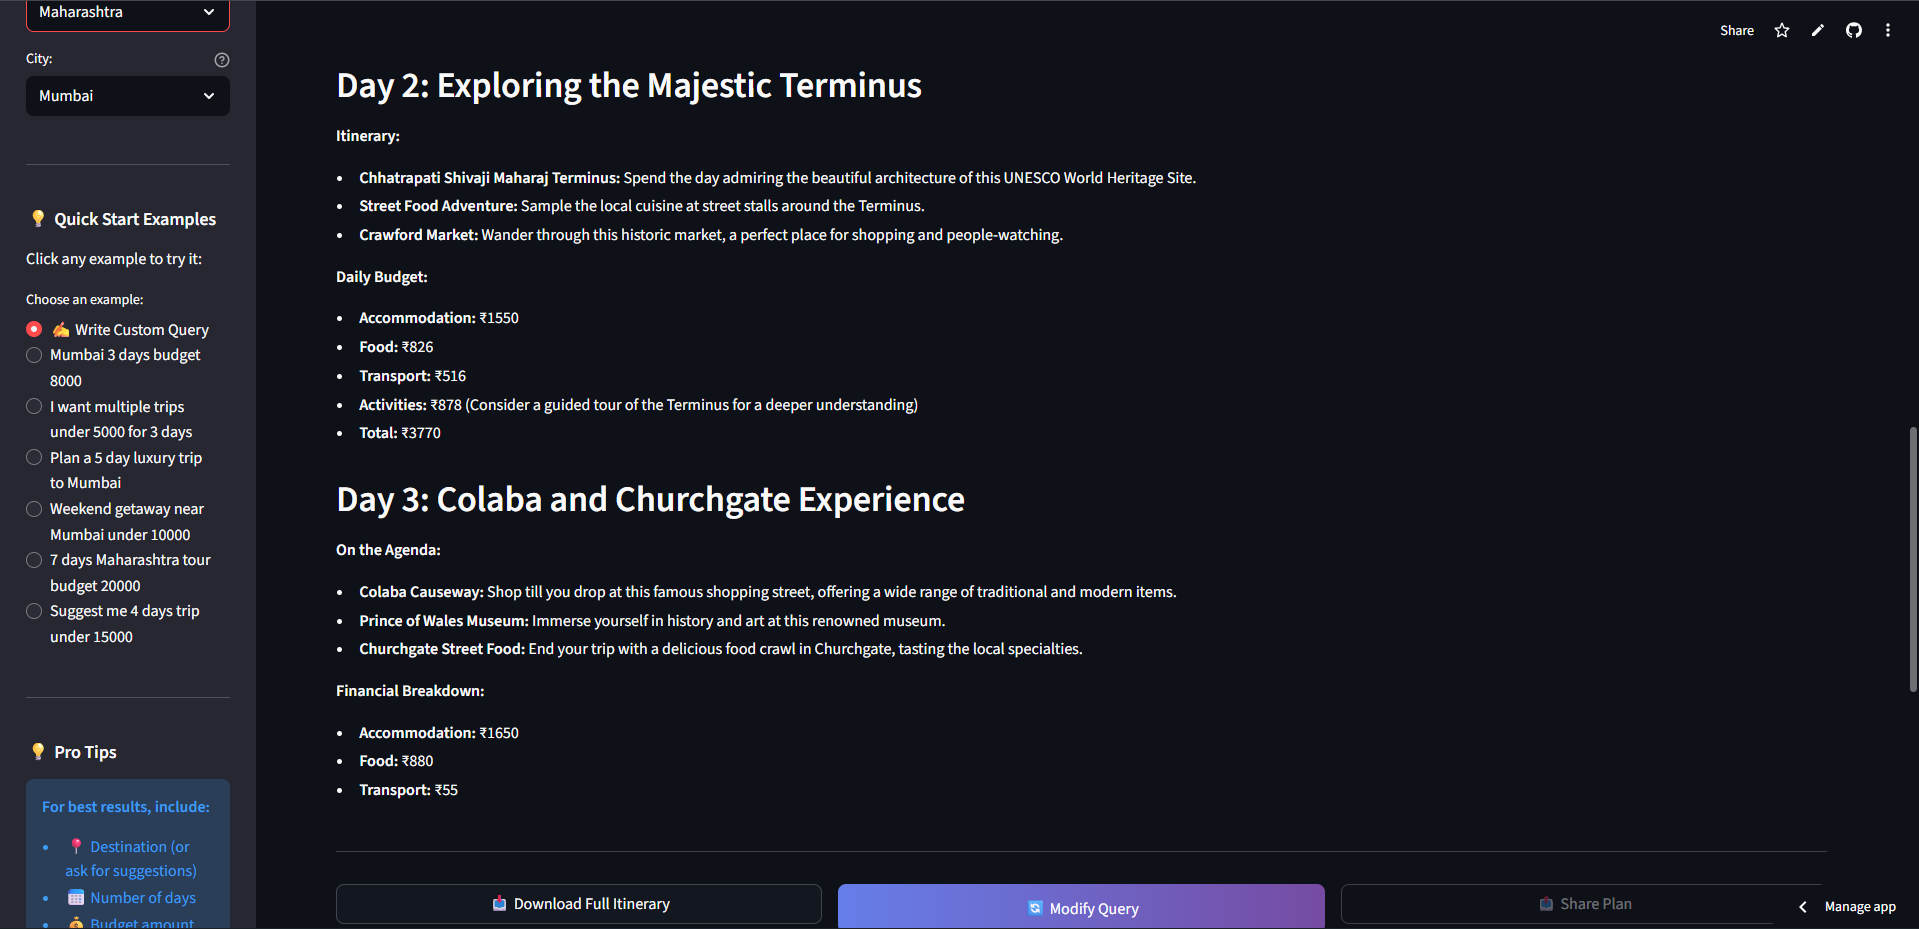 Maharashtra
City:
Mumbai
💡 Quick Start Examples
Click any example to try it:
Choose an example:
✍️ Write Custom Query
Mumbai 3 days budget
8000
I want multiple trips
under 5000 for 3 days
Plan a 5 day luxury trip
to Mumbai
Weekend getaway near
Mumbai under 10000
7 days Maharashtra tour
budget 20000
Suggest me 4 days trip
under 15000
💡 Pro Tips
For best results, include:
• 📍 Destination (or
ask for suggestions)
• 📅 Number of days
• 💰 Budget amount
Share
Day 2: Exploring the Majestic Terminus
Itinerary:
• Chhatrapati Shivaji Maharaj Terminus: Spend the day admiring the beautiful architecture of this UNESCO World Heritage Site.
• Street Food Adventure: Sample the local cuisine at street stalls around the Terminus.
• Crawford Market: Wander through this historic market, a perfect place for shopping and people-watching.
Daily Budget:
• Accommodation: ₹1550
• Food: ₹826
• Transport: ₹516
• Activities: ₹878 (Consider a guided tour of the Terminus for a deeper understanding)
• Total: ₹3770
Day 3: Colaba and Churchgate Experience
On the Agenda:
• Colaba Causeway: Shop till you drop at this famous shopping street, offering a wide range of traditional and modern items.
• Prince of Wales Museum: Immerse yourself in history and art at this renowned museum.
• Churchgate Street Food: End your trip with a delicious food crawl in Churchgate, tasting the local specialties.
Financial Breakdown:
• Accommodation: ₹1650
• Food: ₹880
• Transport: ₹55
📥 Download Full Itinerary
🔄 Modify Query
📤 Share Plan
Manage app